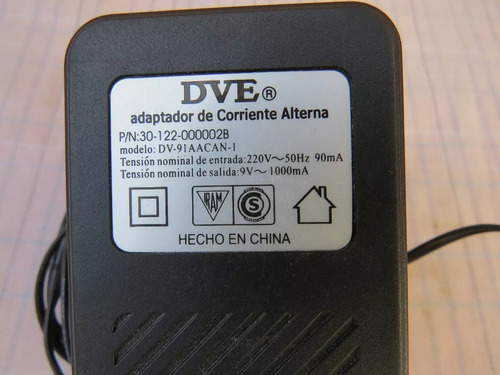 DVE®
adaptador de Corriente Alterna
P/N:30-122-000002B
modelo: DV-91AACAN-1
Tensión nominal de entrada: 220V～50Hz 90mA
Tensión nominal de salida: 9V～ 1000mA
IRAM S
HECHO EN CHINA